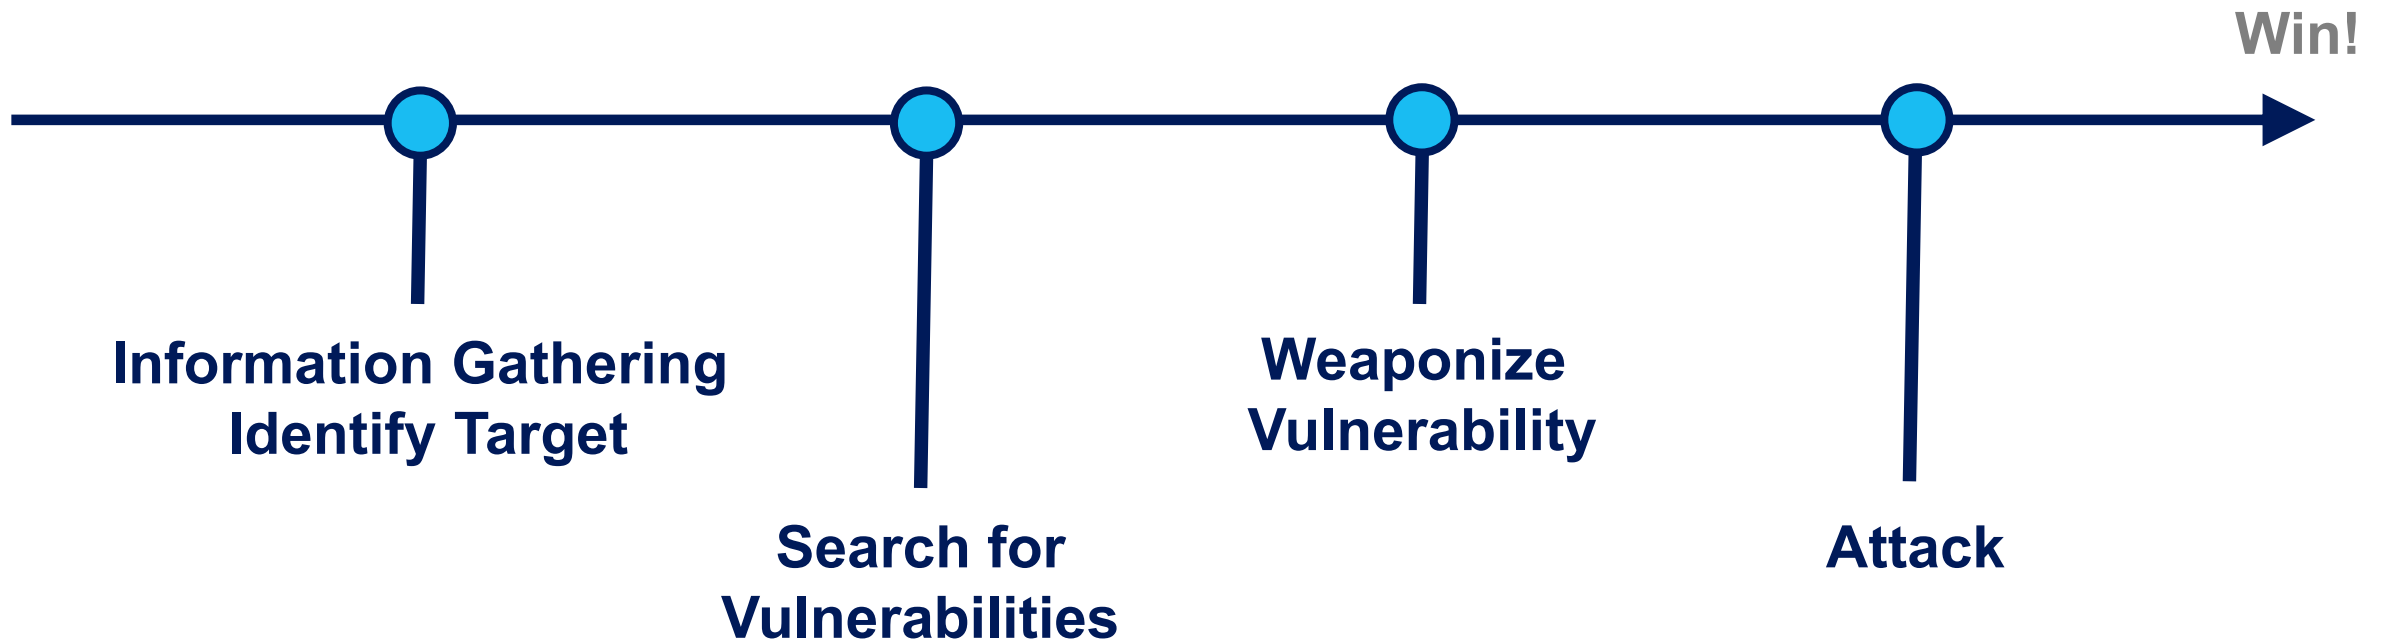 Win!
Information Gathering
Identify Target
Search for
Vulnerabilities
Weaponize
Vulnerability
Attack